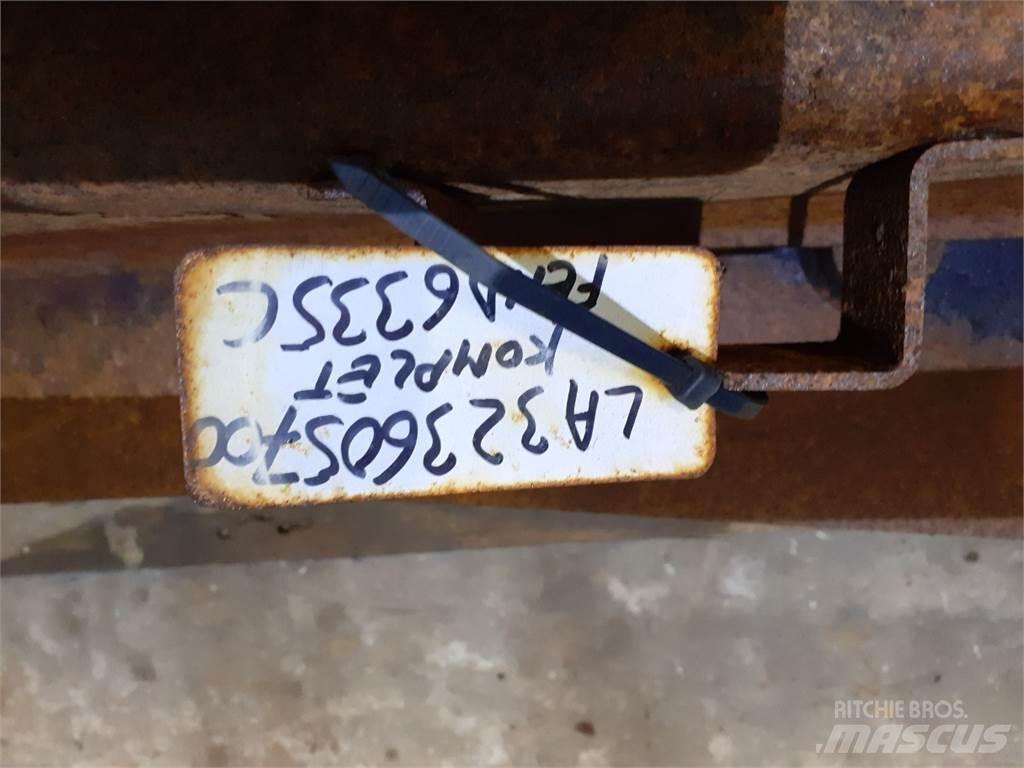 LA323605700
KOMPLET
6335C
RITCHIE BROS.
MASCUS